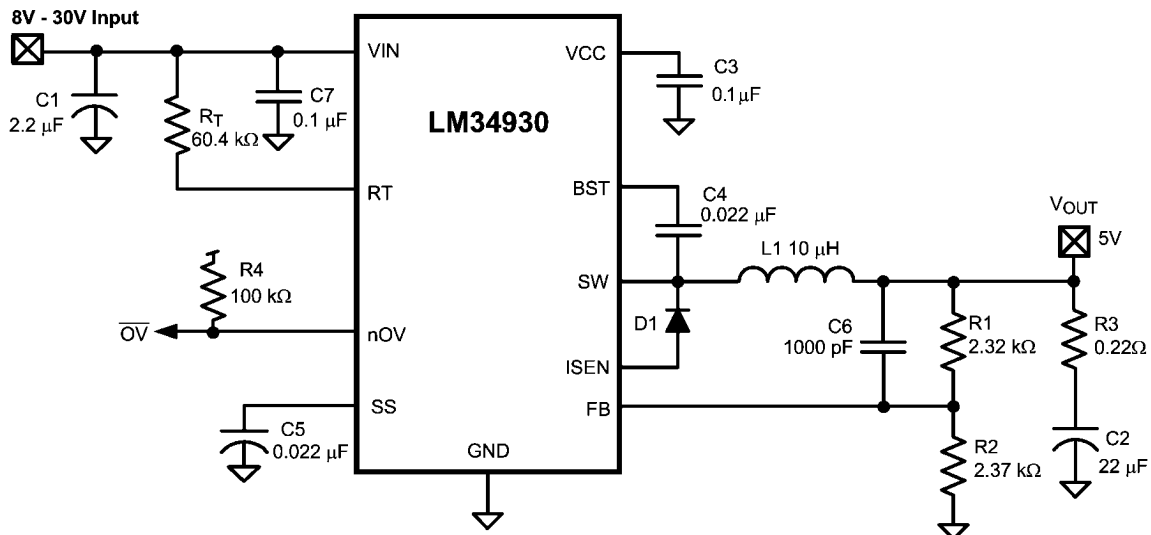 8V - 30V Input
C1
2.2 μF
RT
60.4 kΩ
C7
0.1 μF
R4
100 kΩ
OV
C5
0.022 μF
VIN
RT
nOV
SS
GND
LM34930
VCC
BST
SW
ISEN
FB
C3
0.1 μF
C4
0.022 μF
L1 10 μH
D1
C6
1000 pF
R1
2.32 kΩ
R2
2.37 kΩ
VOUT
5V
R3
0.22Ω
C2
22 μF